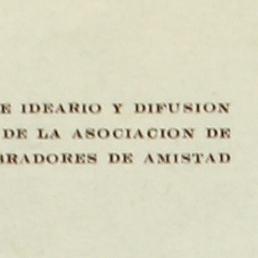 E IDEARIO Y DIFUSION
DE LA ASOCIACION DE
BRADORES DE AMISTAD